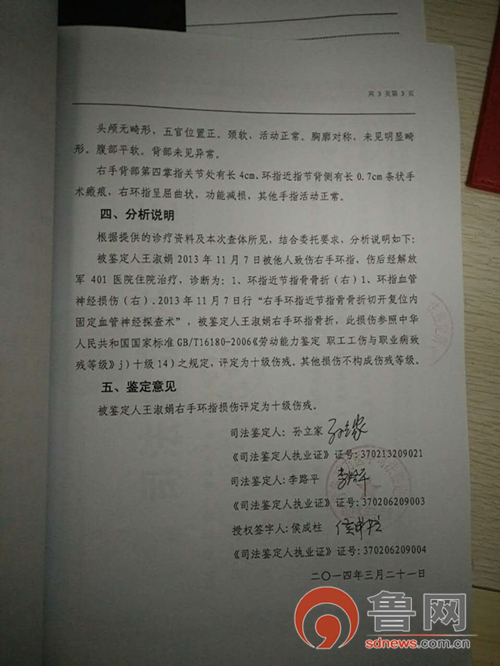 共 3 页第 3 页
头颅无畸形，五官位置正。颈软，活动正常。胸廓对称，未见明显畸
形。腹部平软。背部未见异常。
右手背部第四掌指关节处有长 4cm、环指近指节背侧有长 0.7cm 条状手
术瘢痕，右环指呈屈曲状，功能减损，其他手指活动正常。
四、分析说明
根据提供的诊疗资料及本次查体所见，结合委托要求，分析说明如下：
被鉴定人王淑娟 2013 年 11 月 7 日被他人致伤右手环指，伤后经解放
军 401 医院住院治疗，诊断为：1、环指近节指骨骨折（右）1、环指血管
神经损伤（右）.2013 年 11 月 7 日行“右手环指近节指骨骨折切开复位内
固定血管神经探查术”，被鉴定人王淑娟右手环指骨折，此损伤参照中华
人民共和国国家标准 GB/T16180-2006《劳动能力鉴定 职工工伤与职业病致
残等级》j）十级 14）之规定，评定为十级伤残。其他损伤不构成伤残等级。
五、鉴定意见
被鉴定人王淑娟右手环指损伤评定为十级伤残。
司法鉴定人：孙立家
《司法鉴定人执业证》证号：370213209021
司法鉴定人：李路平
《司法鉴定人执业证》证号：370206209003
授权签字人：侯成柱
《司法鉴定人执业证》证号：370206209004
二〇一四年三月二十一日
鲁网
sdnews.com.cn